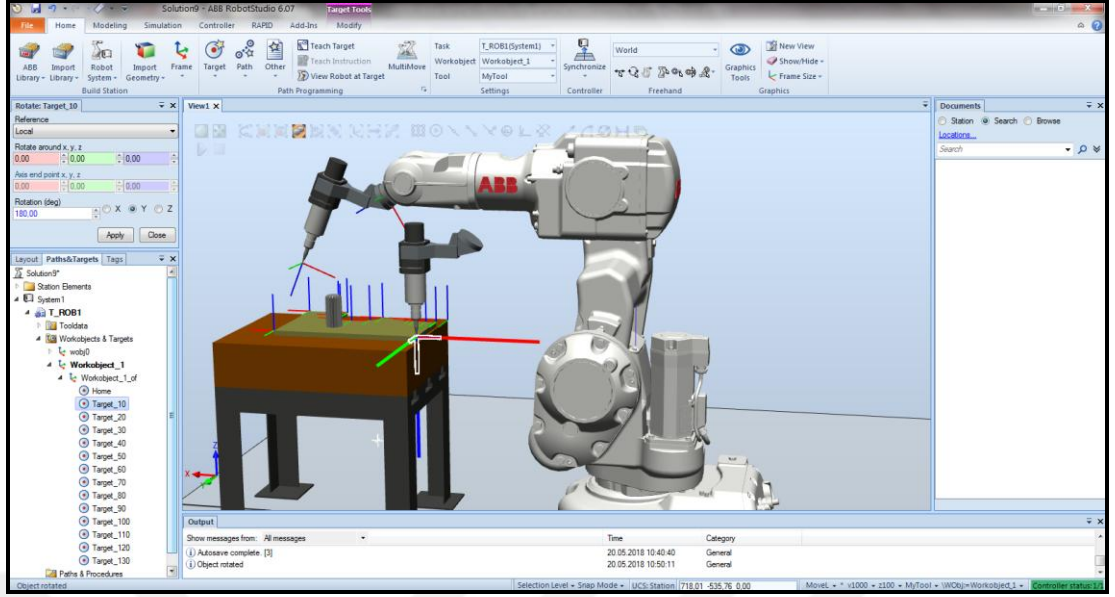 Solution9 - ABB RobotStudio 6.07
Target Tools
File Home Modeling Simulation Controller RAPID Add-Ins Modify
ABB Library
Import Library
Robot System
Import Geometry
Frame
Build Station
Target
Path
Other
Teach Target
Teach Instruction
View Robot at Target
MultiMove
Path Programming
Task T_ROB1(System1)
Workobject Workobject_1
Tool MyTool
Settings
Synchronize
Controller
World
Freehand
Graphics Tools
New View
Show/Hide
Frame Size
Graphics
Rotate: Target_10
Reference
Local
Rotate around x, y, z
0.00 0.00 0.00
Axis end point x, y, z
0.00 0.00 0.00
Rotation (deg)
180.00 X Y Z
Apply Close
Layout Paths&Targets Tags
Solution9*
Station Elements
System1
T_ROB1
Tooldata
Workobjects & Targets
wobj0
Workobject_1
Workobject_1_of
Home
Target_10
Target_20
Target_30
Target_40
Target_50
Target_60
Target_70
Target_80
Target_90
Target_100
Target_110
Target_120
Target_130
Paths & Procedures
View1
ABB
Z
X
Y
Documents
Station Search Browse
Locations...
Search
Output
Show messages from: All messages Time Category
Autosave complete. [3] 20.05.2018 10:40:40 General
Object rotated 20.05.2018 10:50:11 General
Object rotated Selection Level Snap Mode UCS: Station 718.01 -535.76 0.00 MoveL * v1000 z100 MyTool \WObj:=Workobject_1 Controller status: 1/1